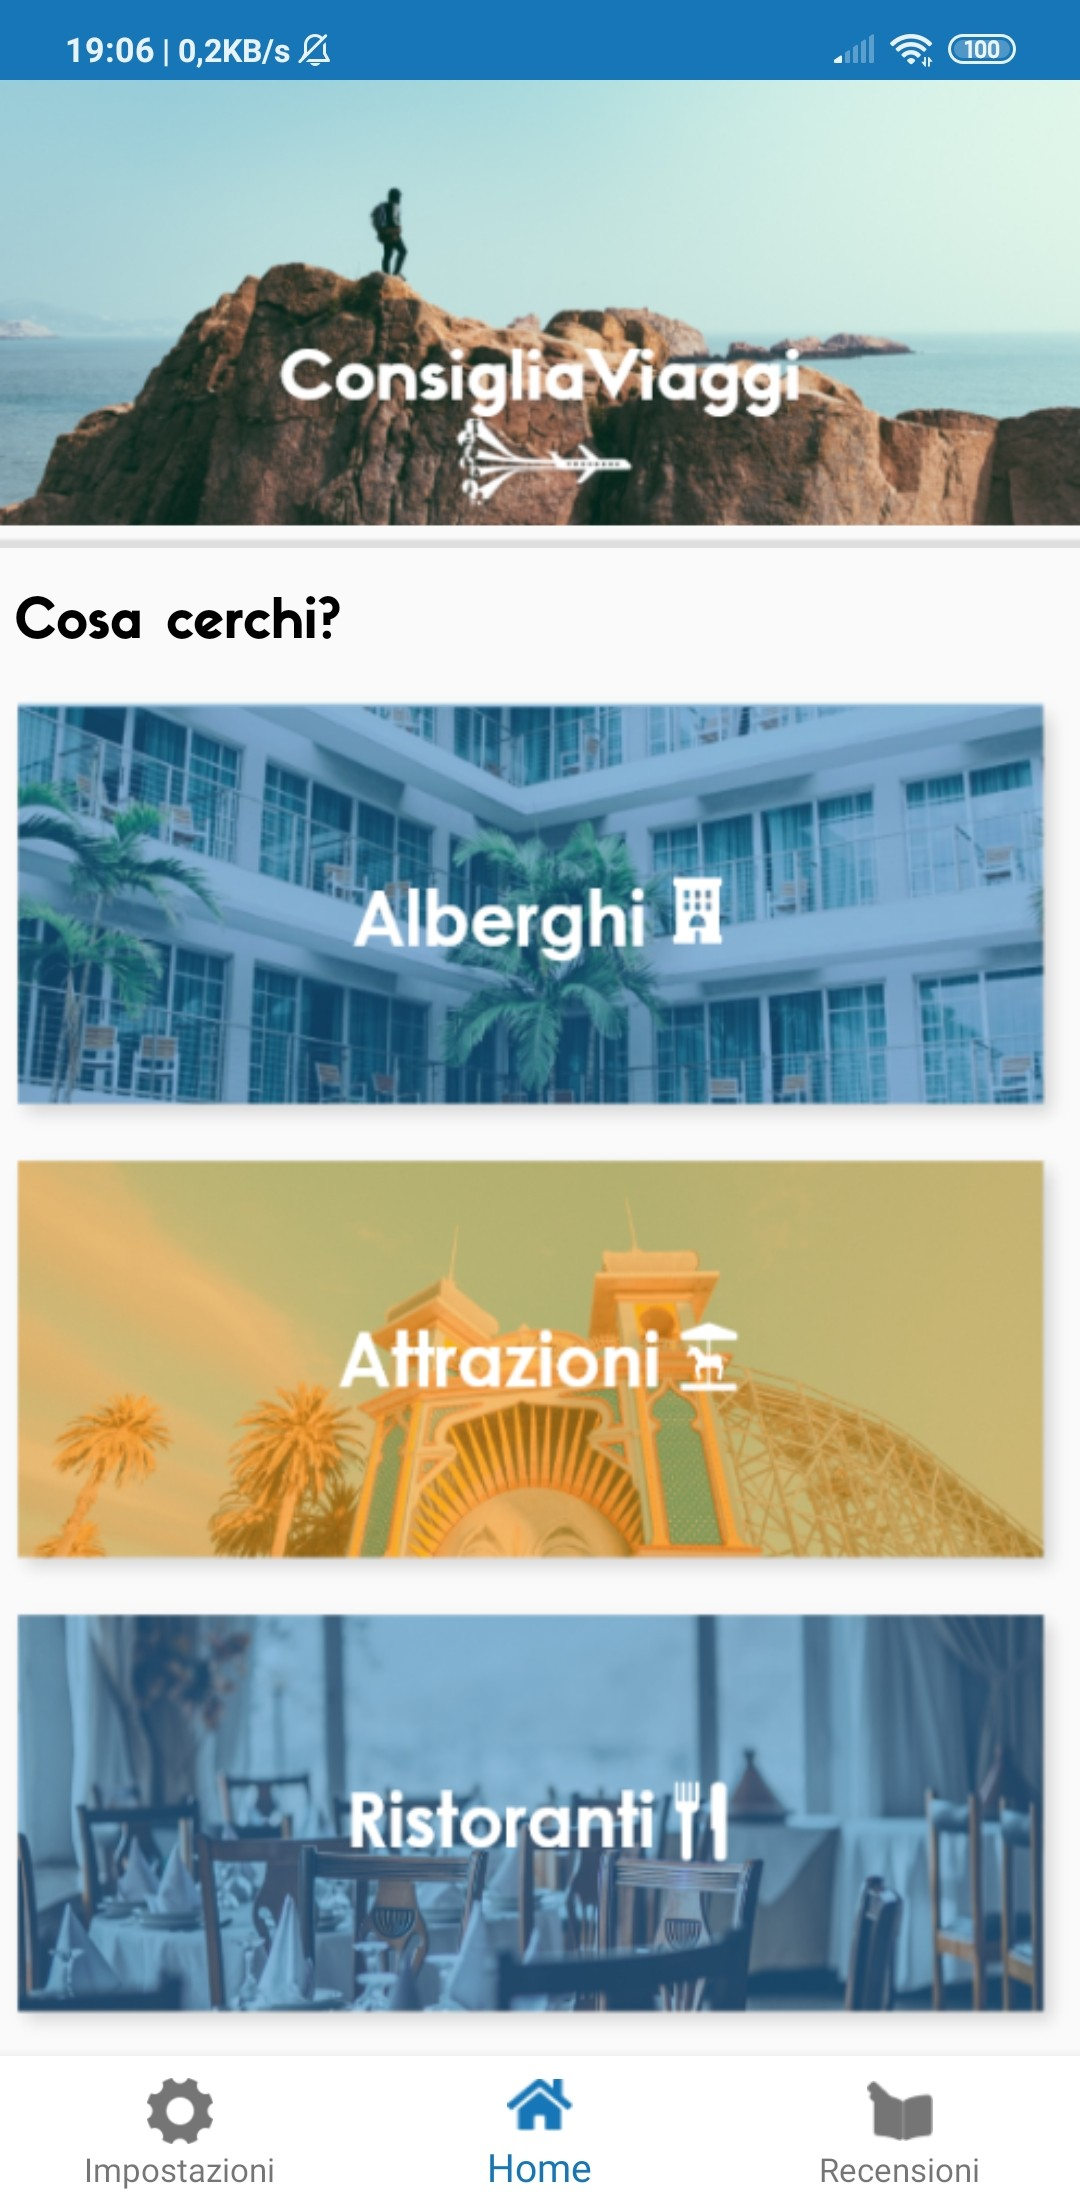 19:06 | 0,2KB/s
100
ConsigliaViaggi
Cosa cerchi?
Alberghi
Attrazioni
Ristoranti
Impostazioni
Home
Recensioni